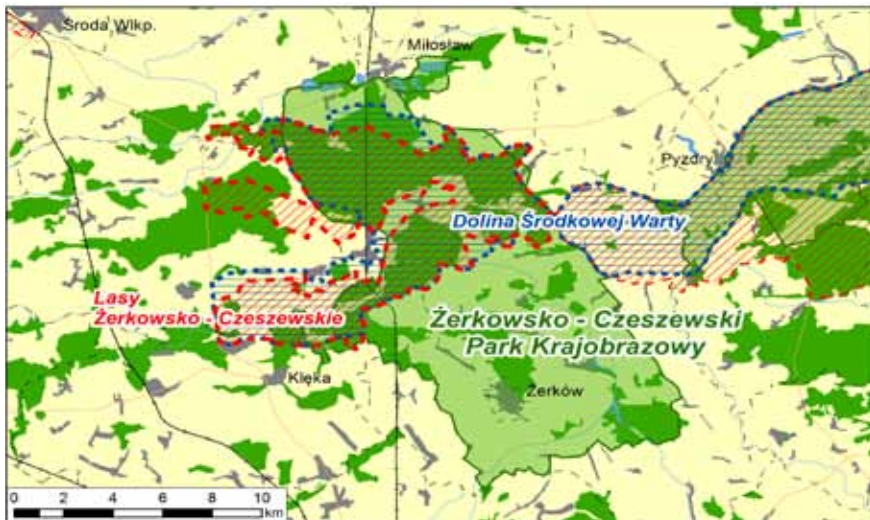 Środa Wlkp.
Miłosław
Pyzdry
Dolina Środkowej Warty
Lasy
Żerkowsko - Czeszewskie
Żerkowsko - Czeszewski
Park Krajobrazowy
Klęka
Żerków
0 2 4 6 8 10
km